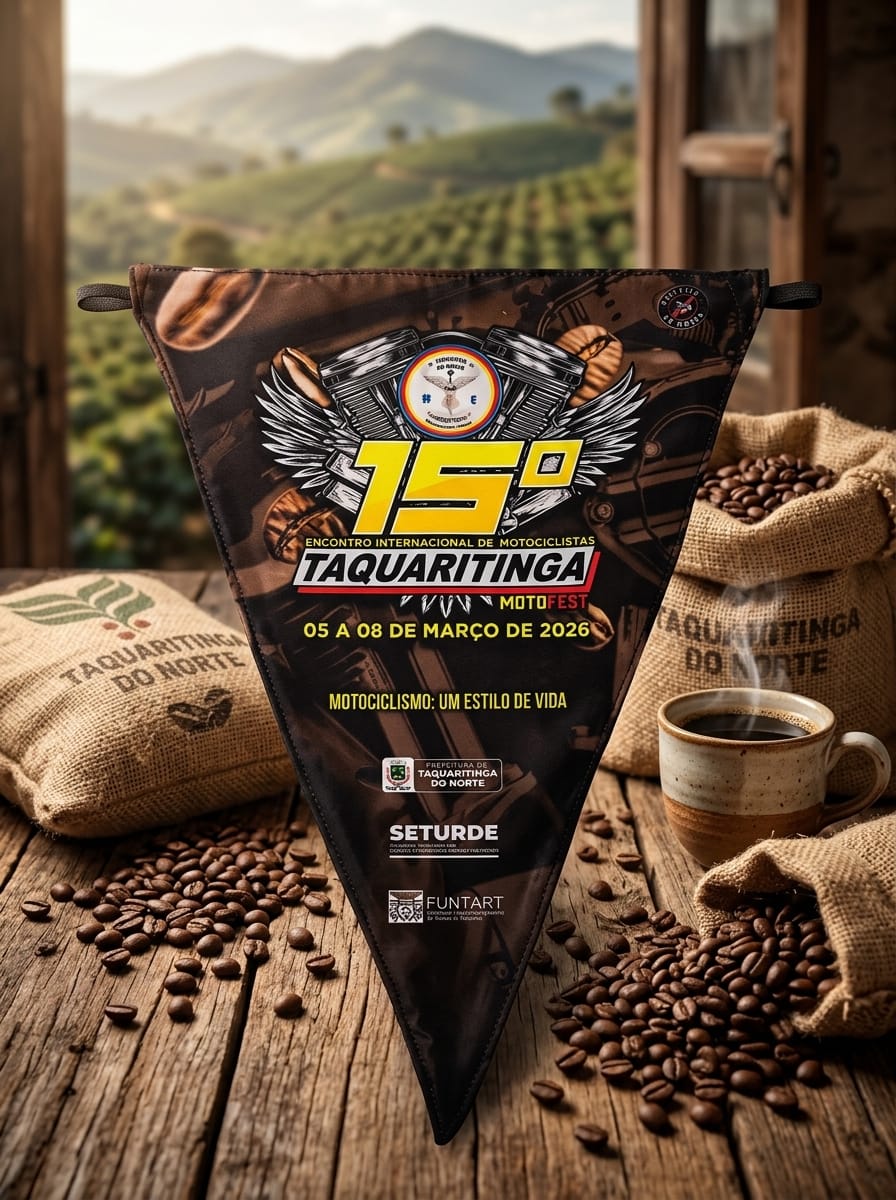 15º
ENCONTRO INTERNACIONAL DE MOTOCICLISTAS
TAQUARITINGA
MOTOFEST
05 A 08 DE MARÇO DE 2026
MOTOCICLISMO: UM ESTILO DE VIDA
PREFEITURA DE
TAQUARITINGA
DO NORTE
SETURDE
FUNTART
TAQUARITINGA
DO NORTE
TAQUARITINGA
DO NORTE